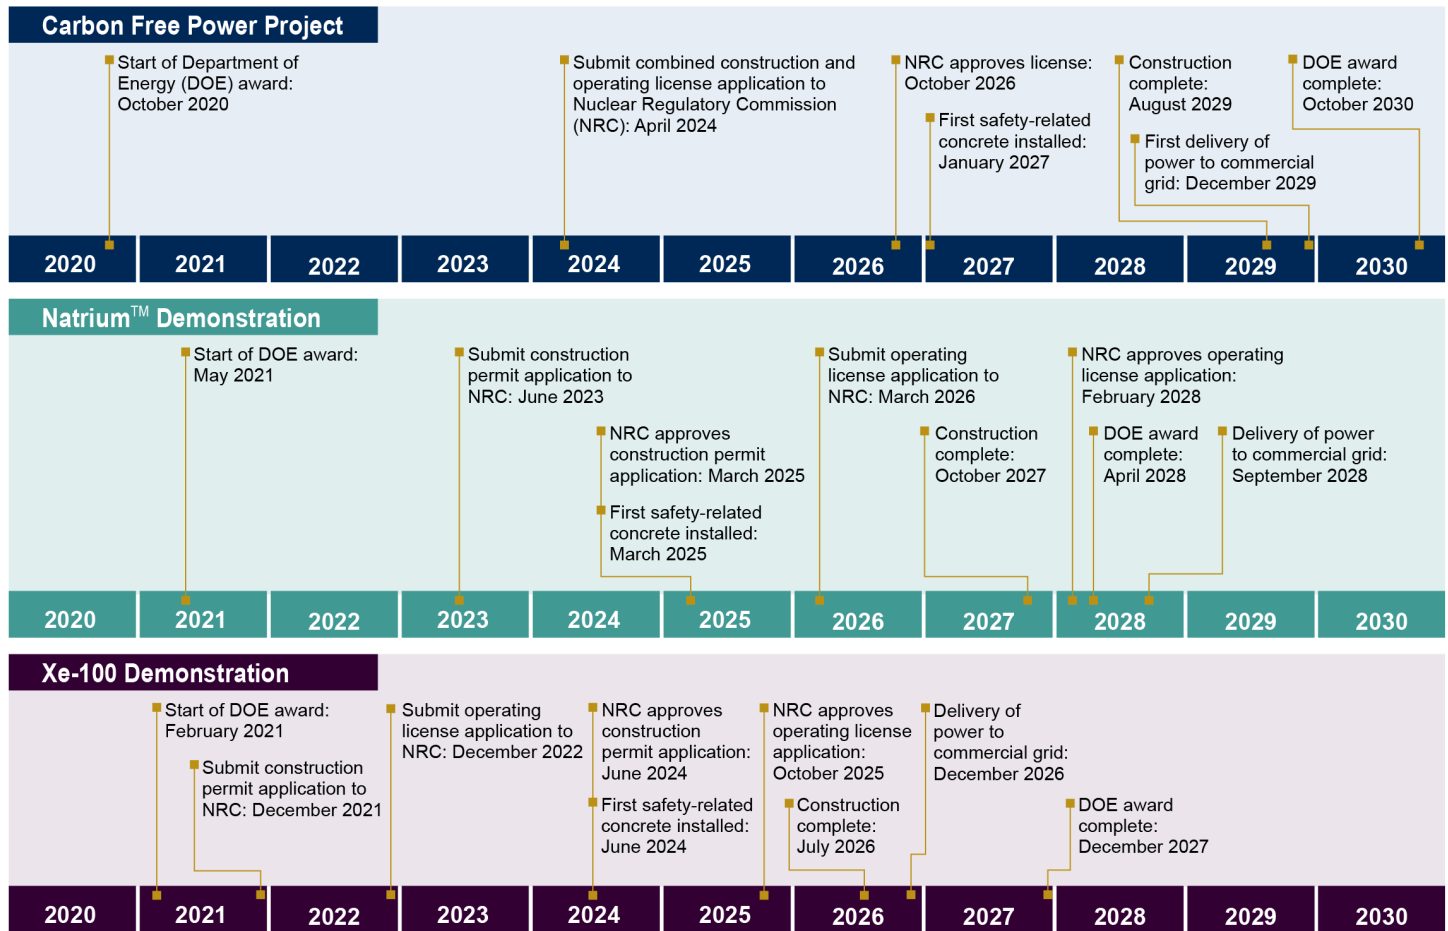 Carbon Free Power Project
Start of Department of
Energy (DOE) award:
October 2020
Submit combined construction and
operating license application to
Nuclear Regulatory Commission
(NRC): April 2024
NRC approves license:
October 2026
First safety-related
concrete installed:
January 2027
Construction
complete:
August 2029
First delivery of
power to commercial
grid: December 2029
DOE award
complete:
October 2030
2020 2021 2022 2023 2024 2025 2026 2027 2028 2029 2030
Natrium™ Demonstration
Start of DOE award:
May 2021
Submit construction
permit application to
NRC: June 2023
NRC approves
construction permit
application: March 2025
First safety-related
concrete installed:
March 2025
Submit operating
license application to
NRC: March 2026
Construction
complete:
October 2027
NRC approves operating
license application:
February 2028
DOE award
complete:
April 2028
Delivery of power
to commercial grid:
September 2028
2020 2021 2022 2023 2024 2025 2026 2027 2028 2029 2030
Xe-100 Demonstration
Start of DOE award:
February 2021
Submit construction
permit application to
NRC: December 2021
Submit operating
license application to
NRC: December 2022
NRC approves
construction
permit application:
June 2024
First safety-related
concrete installed:
June 2024
NRC approves
operating license
application:
October 2025
Construction
complete:
July 2026
Delivery of
power to
commercial grid:
December 2026
DOE award
complete:
December 2027
2020 2021 2022 2023 2024 2025 2026 2027 2028 2029 2030